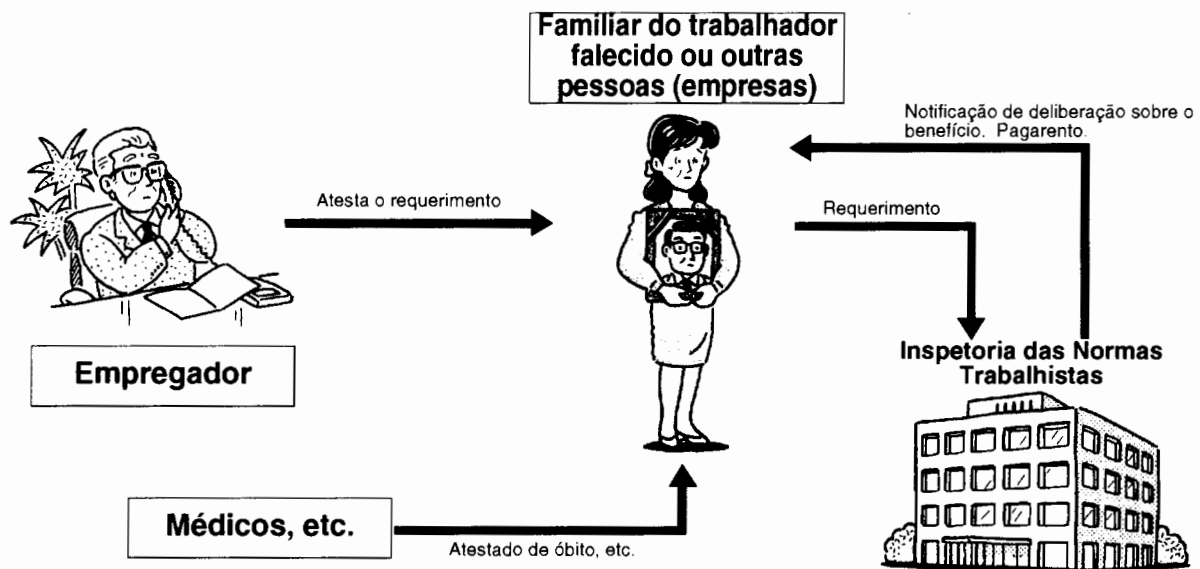 Familiar do trabalhador
falecido ou outras
pessoas (empresas)
Notificação de deliberação sobre o
benefício. Pagarento.
Atesta o requerimento
Requerimento
Empregador
Inspetoria das Normas
Trabalhistas
Médicos, etc.
Atestado de óbito, etc.